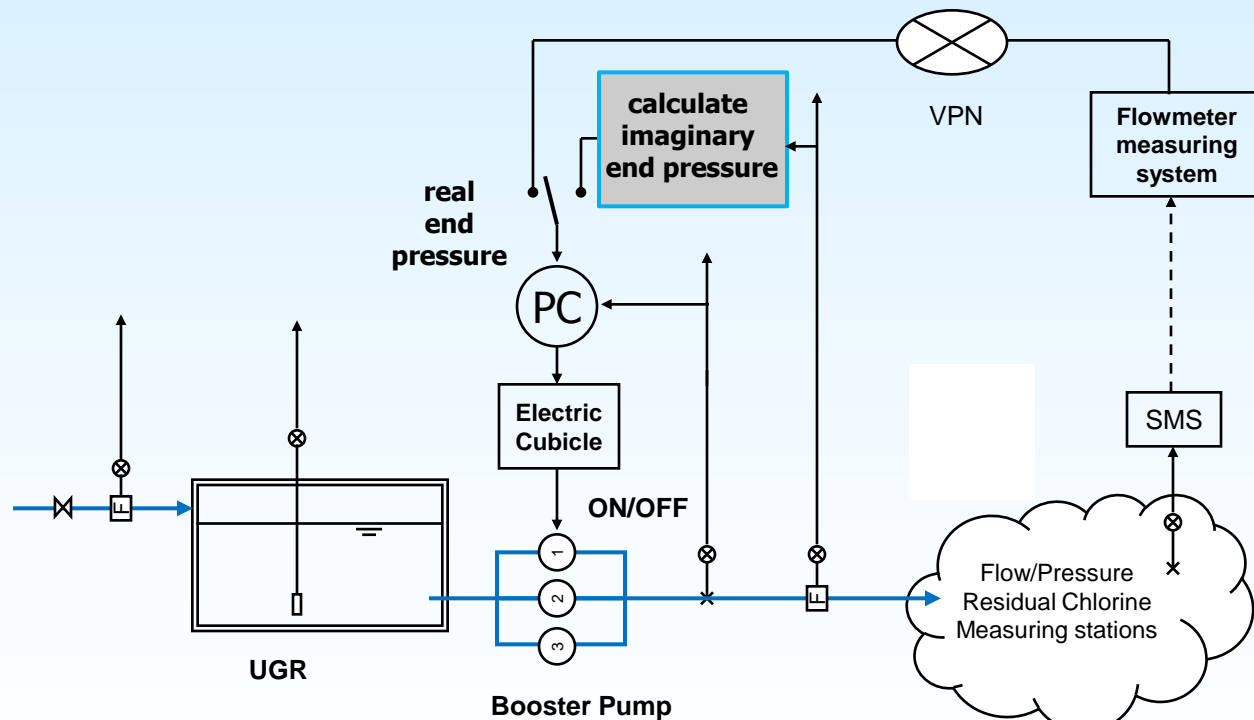 calculate
imaginary
end pressure
VPN
Flowmeter
measuring
system
real
end
pressure
PC
Electric
Cubicle
SMS
ON/OFF
F
1
2
3
F
Flow/Pressure
Residual Chlorine
Measuring stations
UGR
Booster Pump